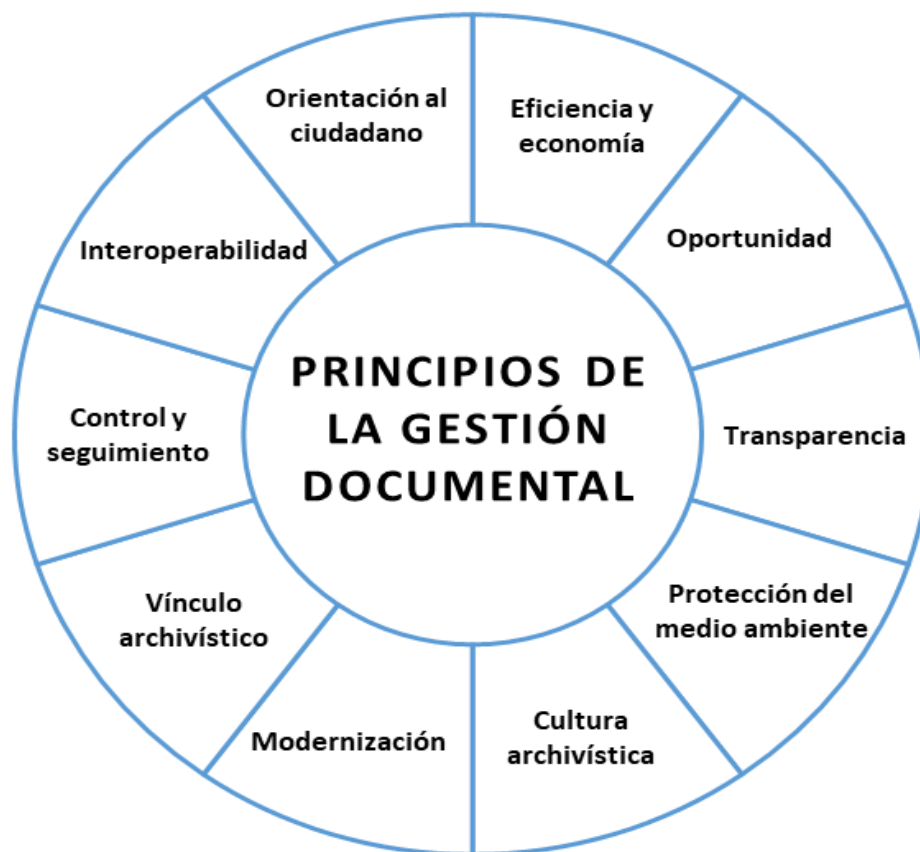 PRINCIPIOS DE
LA GESTIÓN
DOCUMENTAL
Eficiencia y
economía
Oportunidad
Transparencia
Protección del
medio ambiente
Cultura
archivística
Modernización
Vínculo
archivístico
Control y
seguimiento
Interoperabilidad
Orientación al
ciudadano